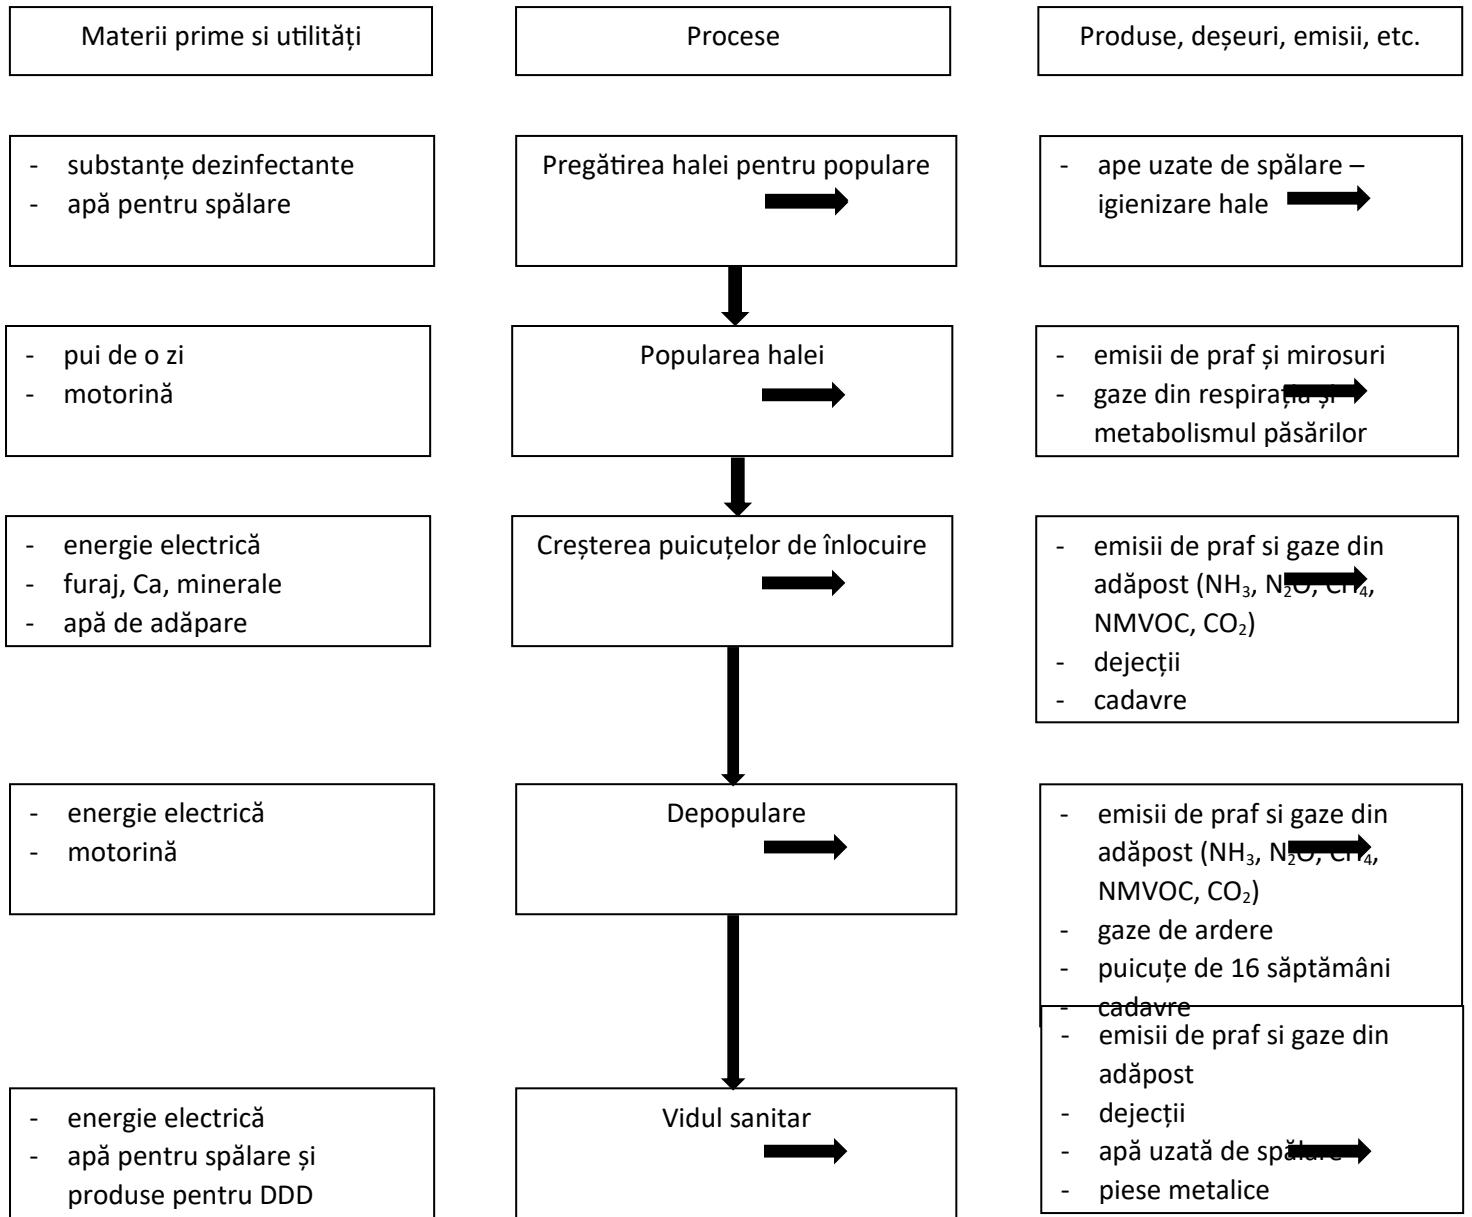 Materii prime si utilități
Procese
Produse, deșeuri, emisii, etc.
- substanțe dezinfectante
- apă pentru spălare
Pregătirea halei pentru populare
- ape uzate de spălare –
igienizare hale
- pui de o zi
- motorină
Popularea halei
- emisii de praf și mirosuri
- gaze din respirația și
metabolismul păsărilor
- energie electrică
- furaj, Ca, minerale
- apă de adăpare
Creșterea puicuțelor de înlocuire
- emisii de praf si gaze din
adăpost (NH₃, N₂O, CH₄,
NMVOC, CO₂)
- dejecții
- cadavre
- energie electrică
- motorină
Depopulare
- emisii de praf si gaze din
adăpost (NH₃, N₂O, CH₄,
NMVOC, CO₂)
- gaze de ardere
- puicuțe de 16 săptămâni
- cadavre
- energie electrică
- apă pentru spălare și
produse pentru DDD
Vidul sanitar
- emisii de praf si gaze din
adăpost
- dejecții
- apă uzată de spălare
- piese metalice